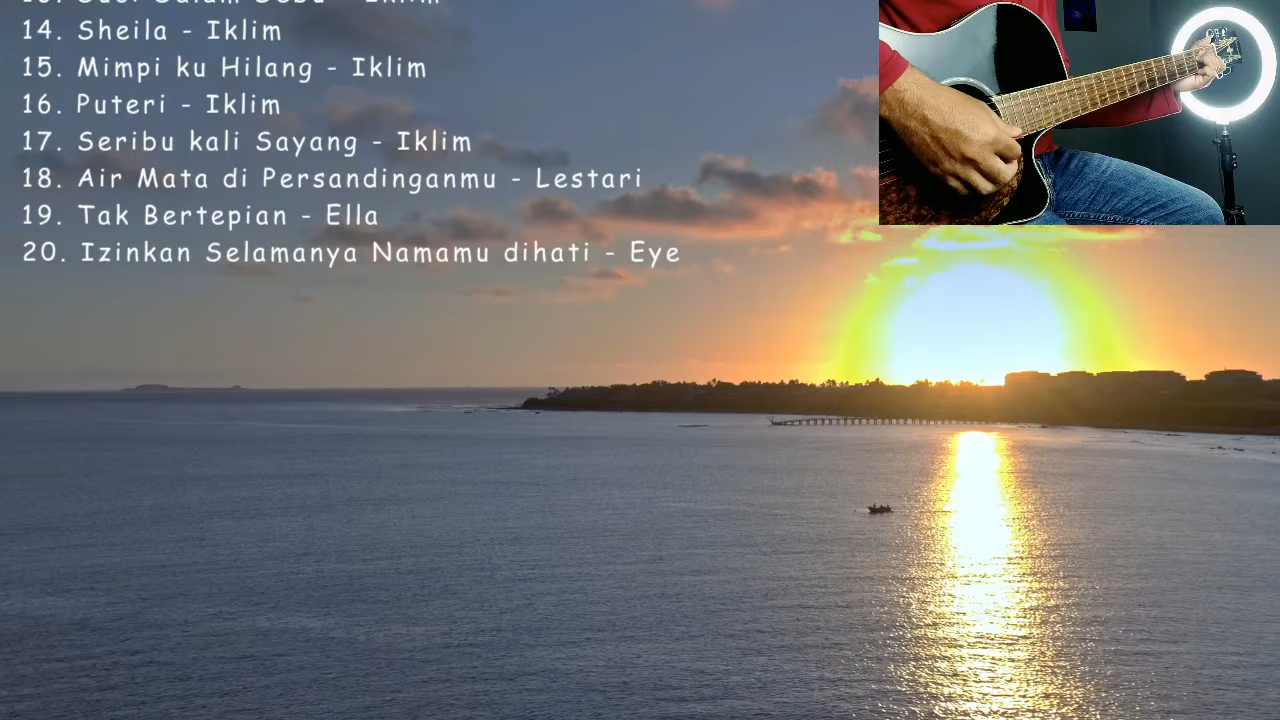 14. Sheila - Iklim
15. Mimpi ku Hilang - Iklim
16. Puteri - Iklim
17. Seribu kali Sayang - Iklim
18. Air Mata di Persandinganmu - Lestari
19. Tak Bertepian - Ella
20. Izinkan Selamanya Namamu dihati - Eye